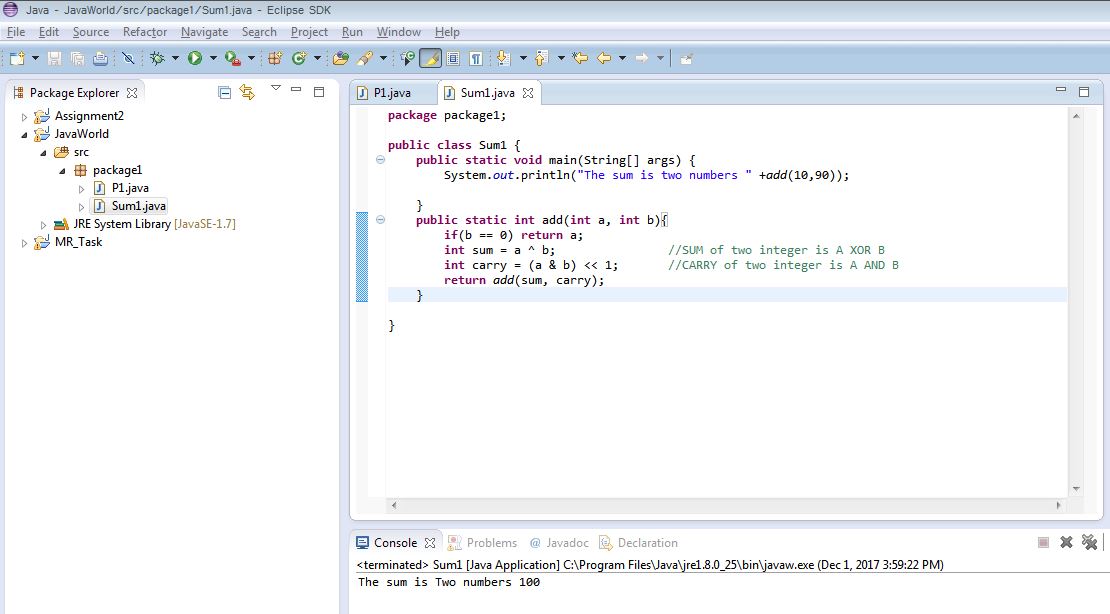 Java - JavaWorld/src/package1/Sum1.java - Eclipse SDK
File Edit Source Refactor Navigate Search Project Run Window Help
Package Explorer
Assignment2
JavaWorld
src
package1
P1.java
Sum1.java
JRE System Library [JavaSE-1.7]
MR_Task
P1.java Sum1.java
package package1;
public class Sum1 {
public static void main(String[] args) {
System.out.println("The sum is two numbers " +add(10,90));
}
public static int add(int a, int b){
if(b == 0) return a;
int sum = a ^ b; //SUM of two integer is A XOR B
int carry = (a & b) << 1; //CARRY of two integer is A AND B
return add(sum, carry);
}
}
Console Problems @ Javadoc Declaration
<terminated> Sum1 [Java Application] C:\Program Files\Java\jre1.8.0_25\bin\javaw.exe (Dec 1, 2017 3:59:22 PM)
The sum is Two numbers 100